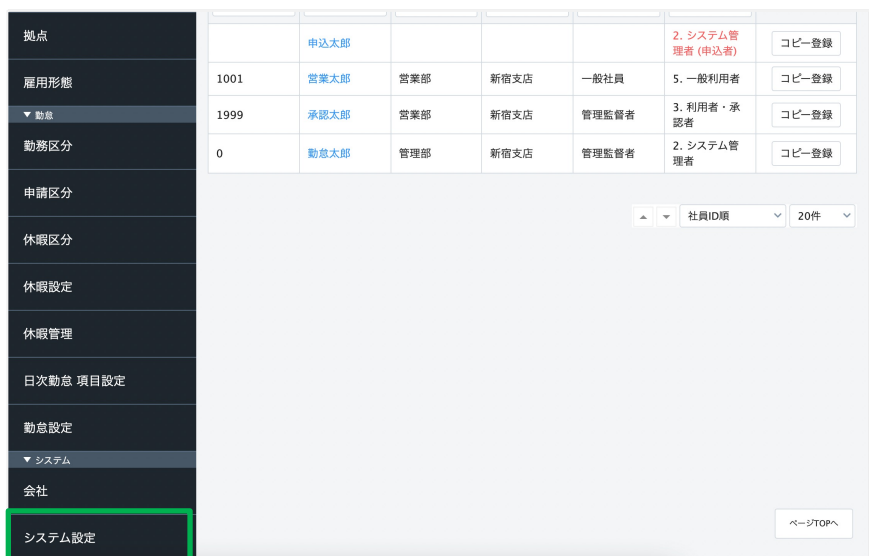 拠点
雇用形態
▼ 勤怠
勤務区分
申請区分
休暇区分
休暇設定
休暇管理
日次勤怠 項目設定
勤怠設定
▼ システム
会社
システム設定
申込太郎
2. システム管
理者 (申込者)
コピー登録
1001
営業太郎
営業部
新宿支店
一般社員
5. 一般利用者
コピー登録
1999
承認太郎
営業部
新宿支店
管理監督者
3. 利用者・承
認者
コピー登録
0
勤怠太郎
管理部
新宿支店
管理監督者
2. システム管
理者
コピー登録
社員ID順
20件
ページTOPへ